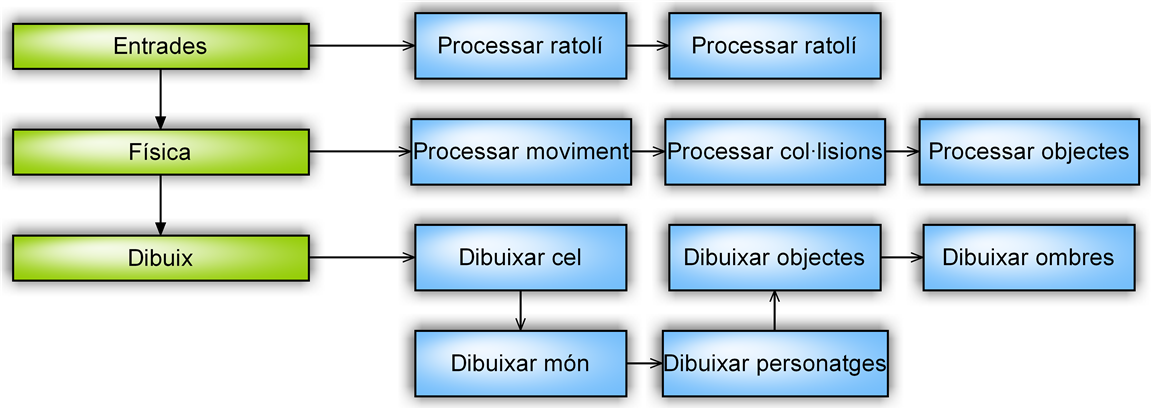 Entrades
Processar ratolí
Processar ratolí
Física
Processar moviment
Processar col·lisions
Processar objectes
Dibuix
Dibuixar cel
Dibuixar objectes
Dibuixar ombres
Dibuixar món
Dibuixar personatges